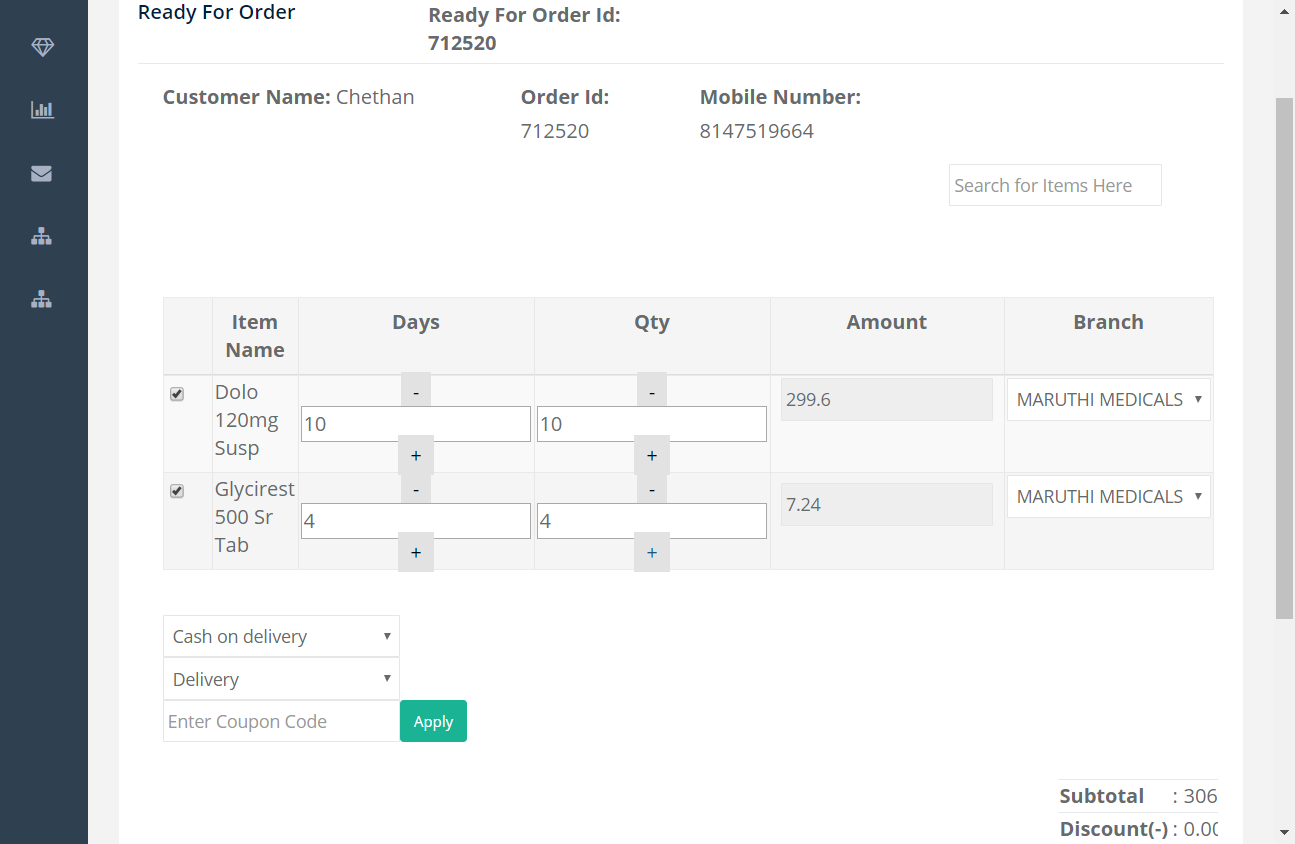 Ready For Order
Ready For Order Id:
712520
Customer Name: Chethan
Order Id:
712520
Mobile Number:
8147519664
Search for Items Here
Item Name
Days
Qty
Amount
Branch
Dolo
120mg
Susp
-
10
+
-
10
+
299.6
MARUTHI MEDICALS
Glycirest
500 Sr
Tab
-
4
+
-
4
+
7.24
MARUTHI MEDICALS
Cash on delivery
Delivery
Enter Coupon Code
Apply
Subtotal : 306
Discount(-) : 0.00